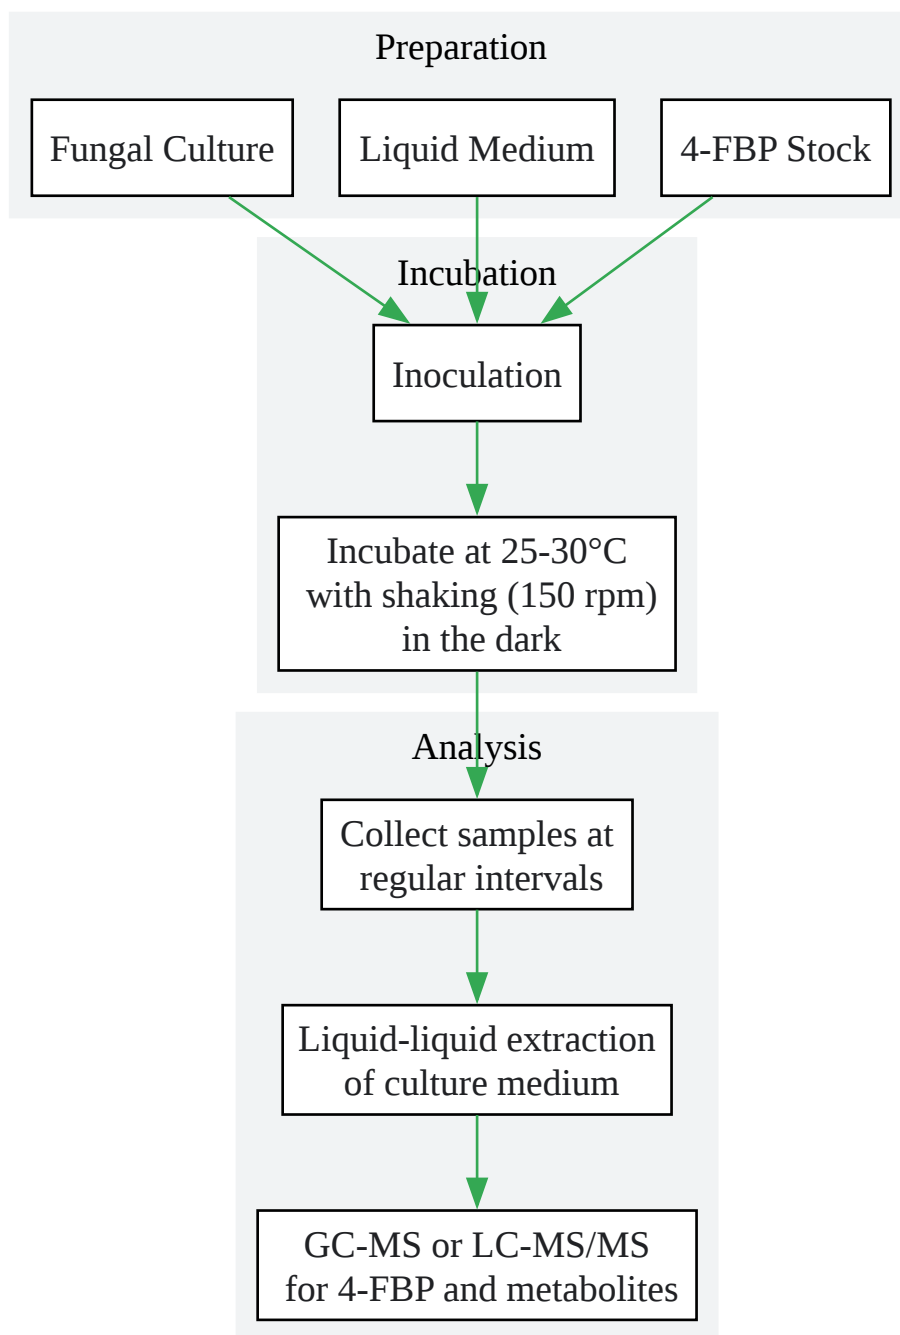 Preparation
Fungal Culture
Liquid Medium
4-FBP Stock
Incubation
Inoculation
Incubate at 25-30°C
with shaking (150 rpm)
in the dark
Analysis
Collect samples at
regular intervals
Liquid-liquid extraction
of culture medium
GC-MS or LC-MS/MS
for 4-FBP and metabolites